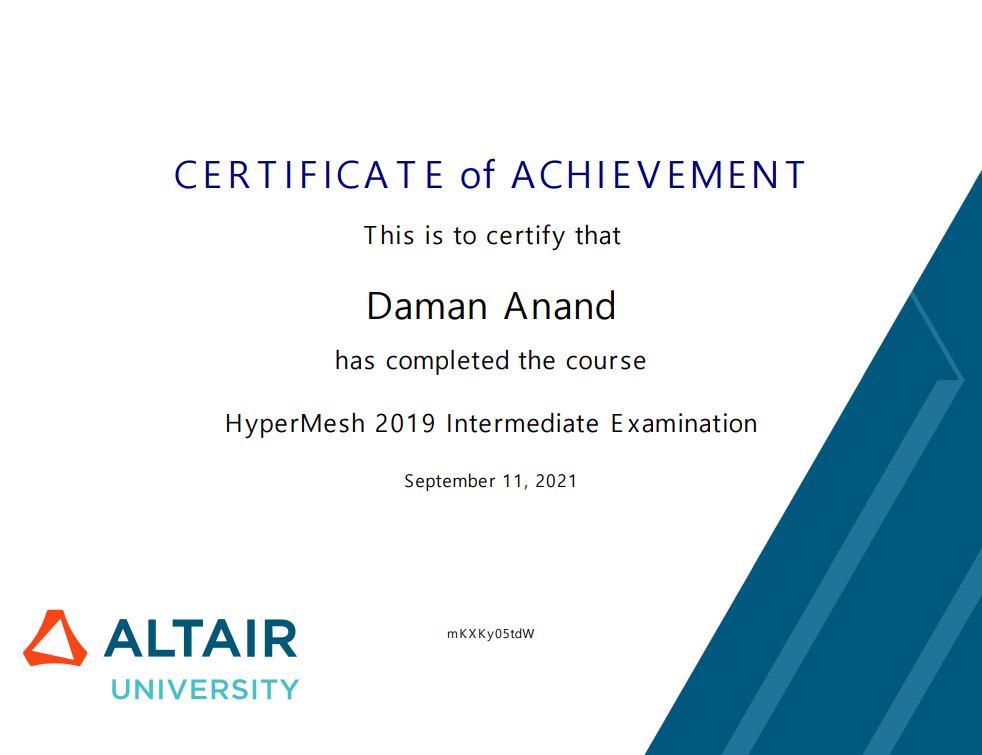 CERTIFICATE of ACHIEVEMENT
This is to certify that
Daman Anand
has completed the course
HyperMesh 2019 Intermediate Examination
September 11, 2021
mKXKy05tdW
ALTAIR
UNIVERSITY